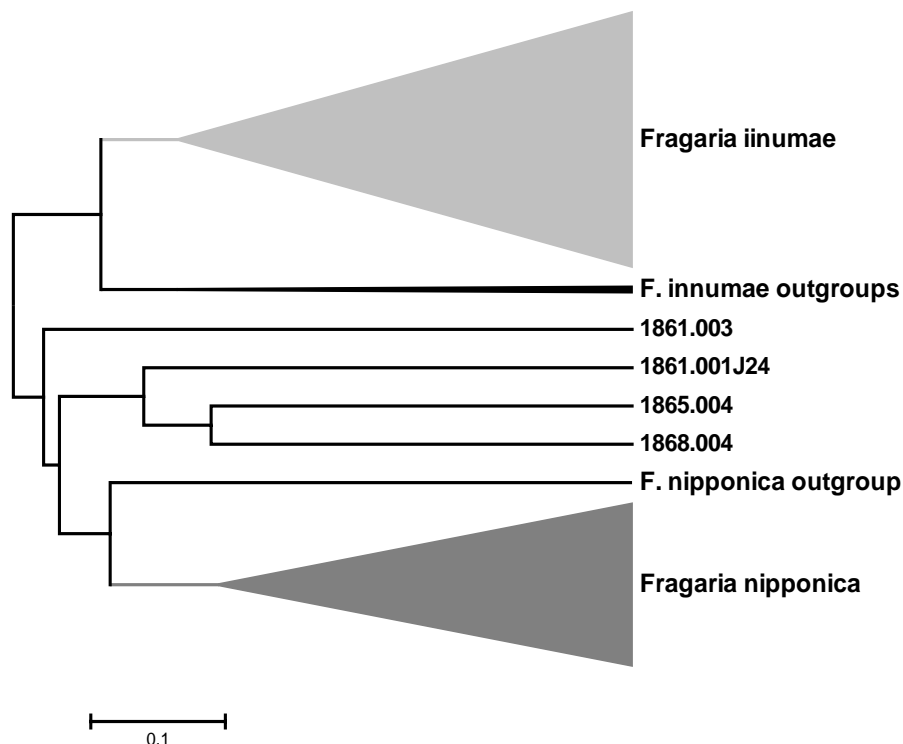 Fragaria iinumae
F. innumae outgroups
1861.003
1861.001J24
1865.004
1868.004
F. nipponica outgroup
Fragaria nipponica
0.1